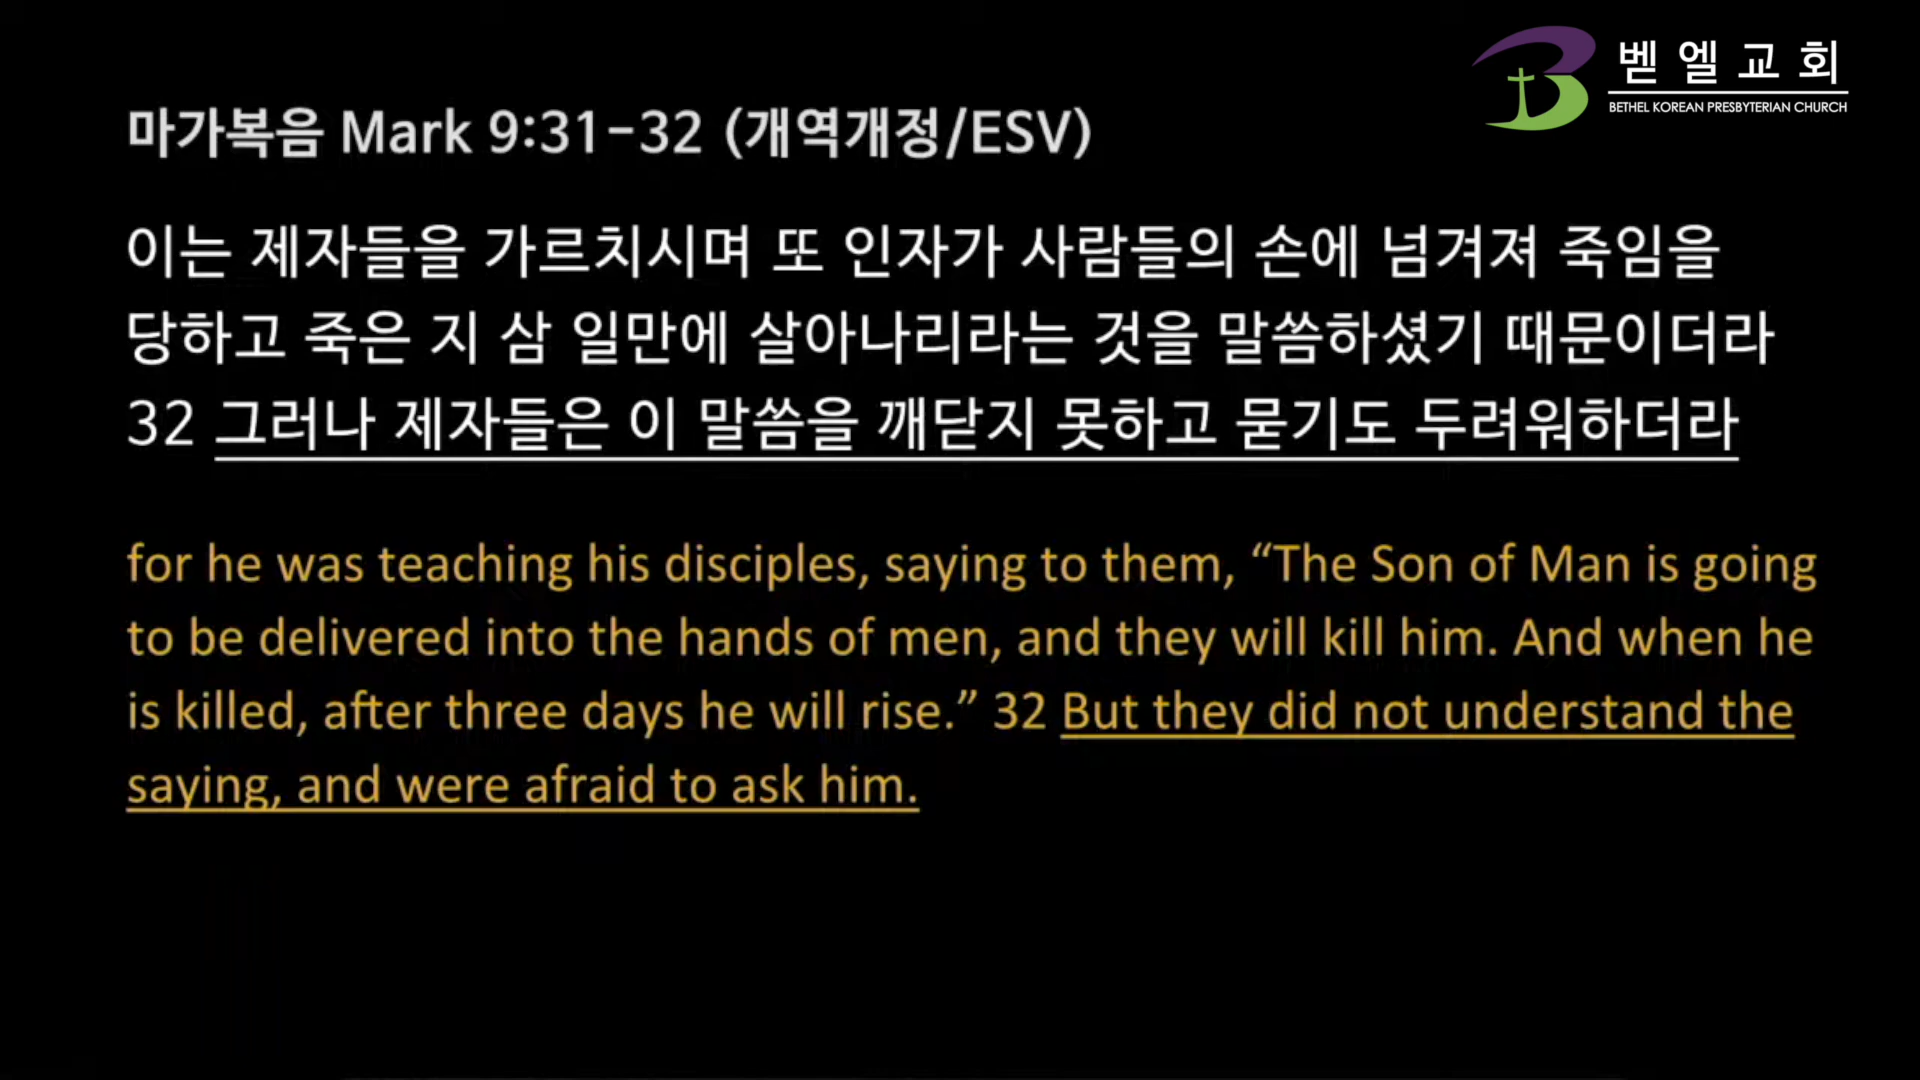 벧엘교회
BETHEL KOREAN PRESBYTERIAN CHURCH
마가복음 Mark 9:31-32 (개역개정/ESV)
이는 제자들을 가르치시며 또 인자가 사람들의 손에 넘겨져 죽임을
당하고 죽은 지 삼 일만에 살아나리라는 것을 말씀하셨기 때문이더라
32 그러나 제자들은 이 말씀을 깨닫지 못하고 묻기도 두려워하더라
for he was teaching his disciples, saying to them, “The Son of Man is going
to be delivered into the hands of men, and they will kill him. And when he
is killed, after three days he will rise.” 32 But they did not understand the
saying, and were afraid to ask him.